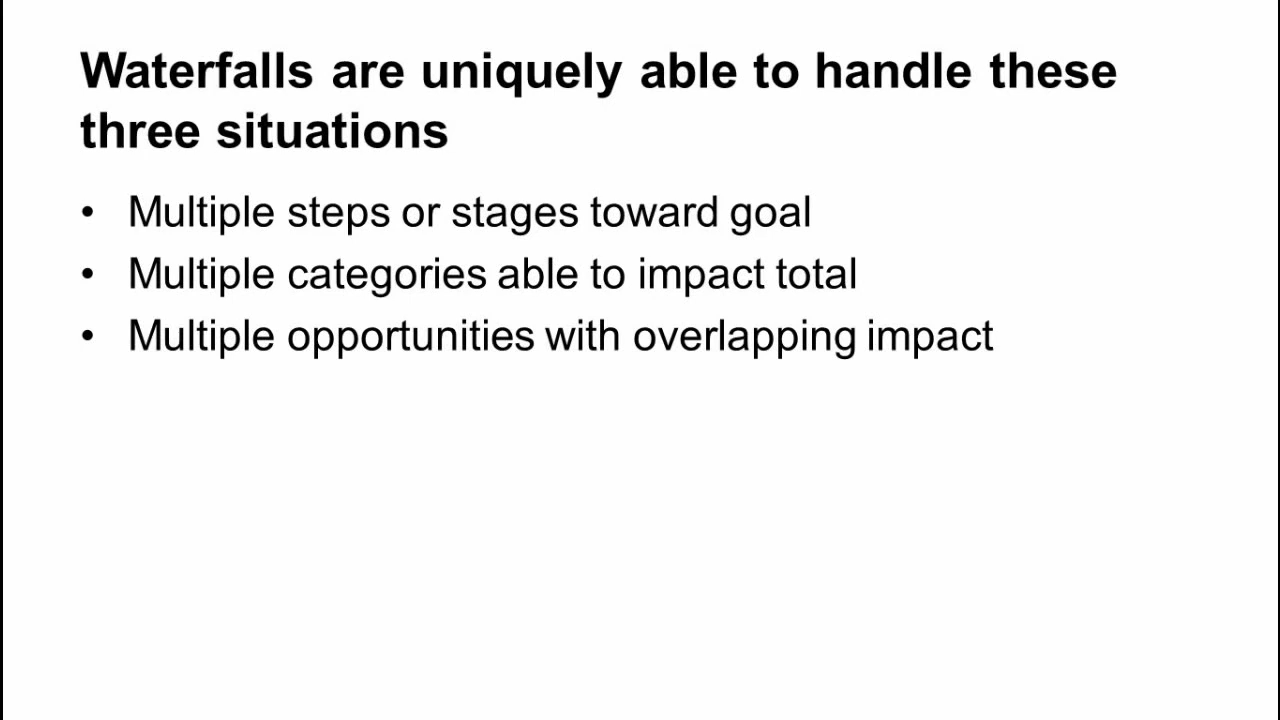 Waterfalls are uniquely able to handle these
three situations
• Multiple steps or stages toward goal
• Multiple categories able to impact total
• Multiple opportunities with overlapping impact